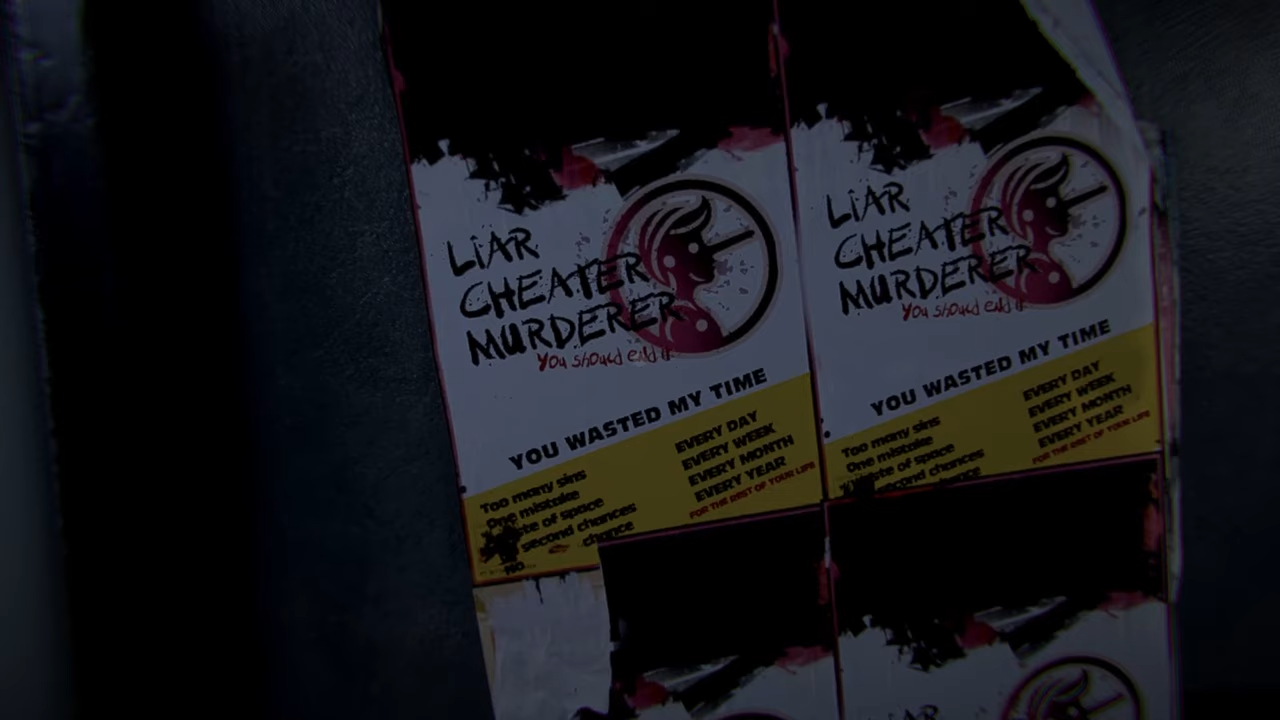 LiAR
CHEATER
MURDERER
You should end it
YOU WASTED MY TIME
Too many sins
One mistake
of space
second chances
chance
NO
EVERY DAY
EVERY WEEK
EVERY MONTH
EVERY YEAR
FOR THE REST OF YOUR LIFE
LiAR
CHEATER
MURDERER
You should end it
YOU WASTED MY TIME
Too many sins
One mistake
of space
second chances
EVERY DAY
EVERY WEEK
EVERY MONTH
EVERY YEAR
FOR THE REST OF YOUR LIFE
LiAR